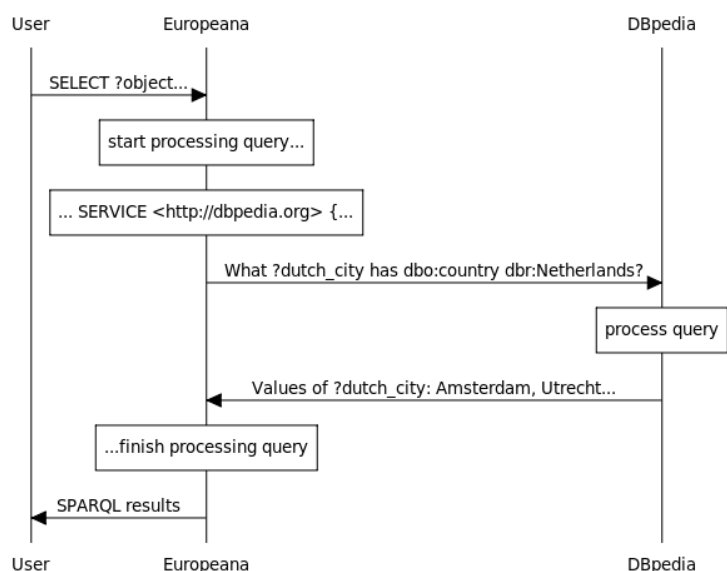 User Europeana DBpedia
SELECT ?object...
start processing query...
... SERVICE <http://dbpedia.org> {...
What ?dutch_city has dbo:country dbr:Netherlands?
process query
Values of ?dutch_city: Amsterdam, Utrecht...
...finish processing query
SPARQL results
User Europeana DBpedia